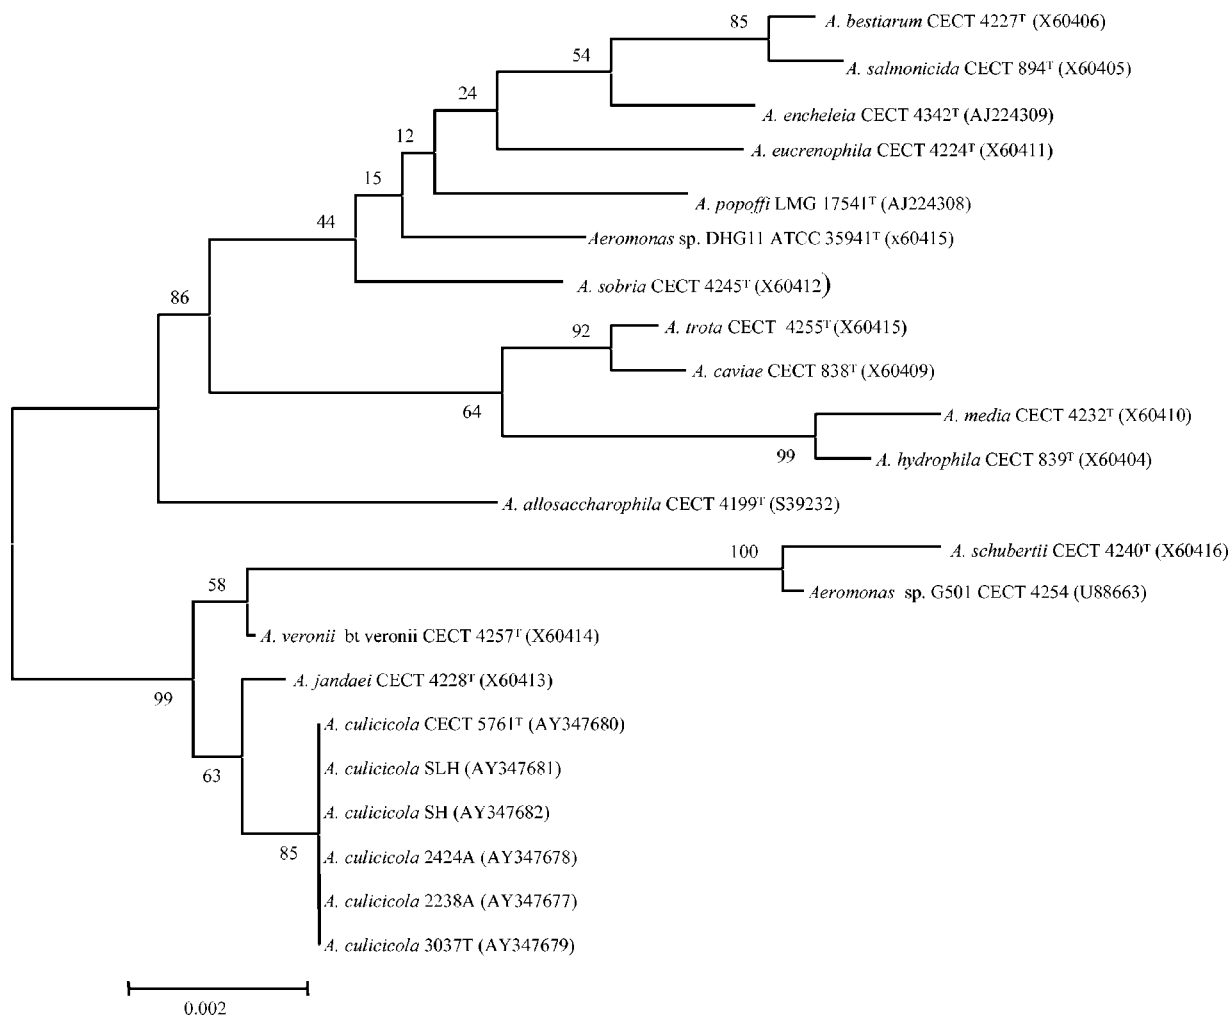 85
A. bestiarum CECT 4227ᵀ (X60406)
54
A. salmonicida CECT 894ᵀ (X60405)
24
A. encheleia CECT 4342ᵀ (AJ224309)
12
A. eucrenophila CECT 4224ᵀ (X60411)
15
A. popoffi LMG 17541ᵀ (AJ224308)
44
Aeromonas sp. DHG11 ATCC 35941ᵀ (x60415)
A. sobria CECT 4245ᵀ (X60412)
86
92
A. trota CECT 4255ᵀ (X60415)
A. caviae CECT 838ᵀ (X60409)
64
A. media CECT 4232ᵀ (X60410)
99
A. hydrophila CECT 839ᵀ (X60404)
A. allosaccharophila CECT 4199ᵀ (S39232)
100
A. schubertii CECT 4240ᵀ (X60416)
58
Aeromonas sp. G501 CECT 4254 (U88663)
A. veronii bt veronii CECT 4257ᵀ (X60414)
99
A. jandaei CECT 4228ᵀ (X60413)
A. culicicola CECT 5761ᵀ (AY347680)
63
A. culicicola SLH (AY347681)
A. culicicola SH (AY347682)
85
A. culicicola 2424A (AY347678)
A. culicicola 2238A (AY347677)
A. culicicola 3037T (AY347679)
0.002